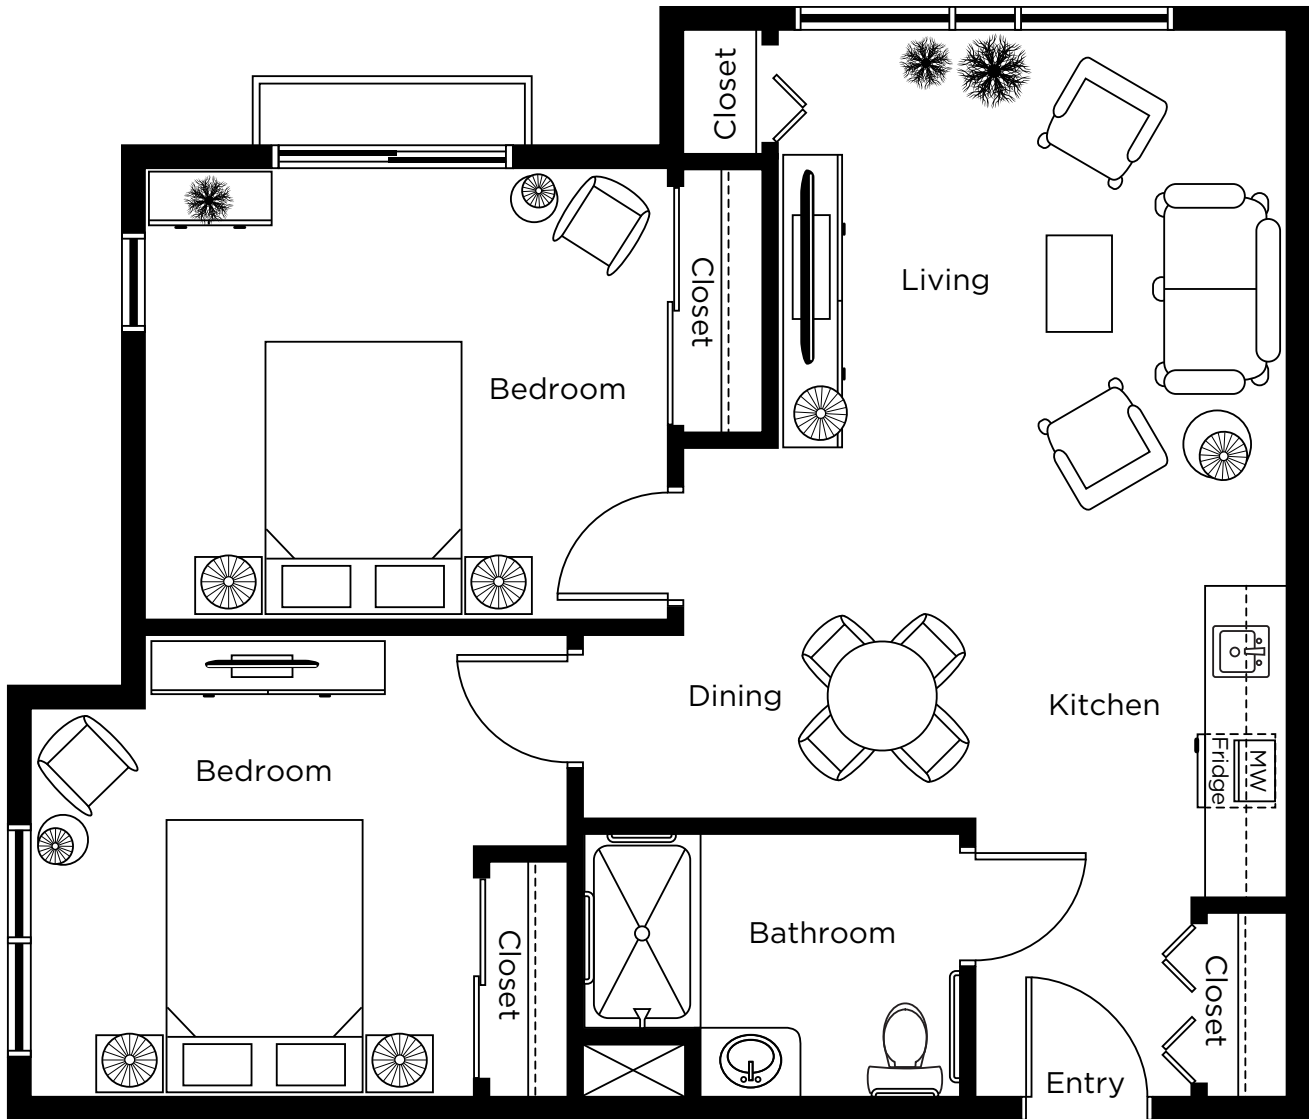 Closet
Closet
Living
Bedroom
Dining
Kitchen
Fridge
MW
Bedroom
Bathroom
Closet
Closet
Entry